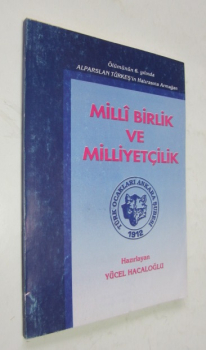 Ölümünün 6. yılında
ALPARSLAN TÜRKEŞ'in Hatırasına Armağan
MİLLÎ BİRLİK
VE
MİLLİYETÇİLİK
TÜRK OCAKLARI ANKARA ŞUBESİ
1912
Hazırlayan
YÜCEL HACALOĞLU